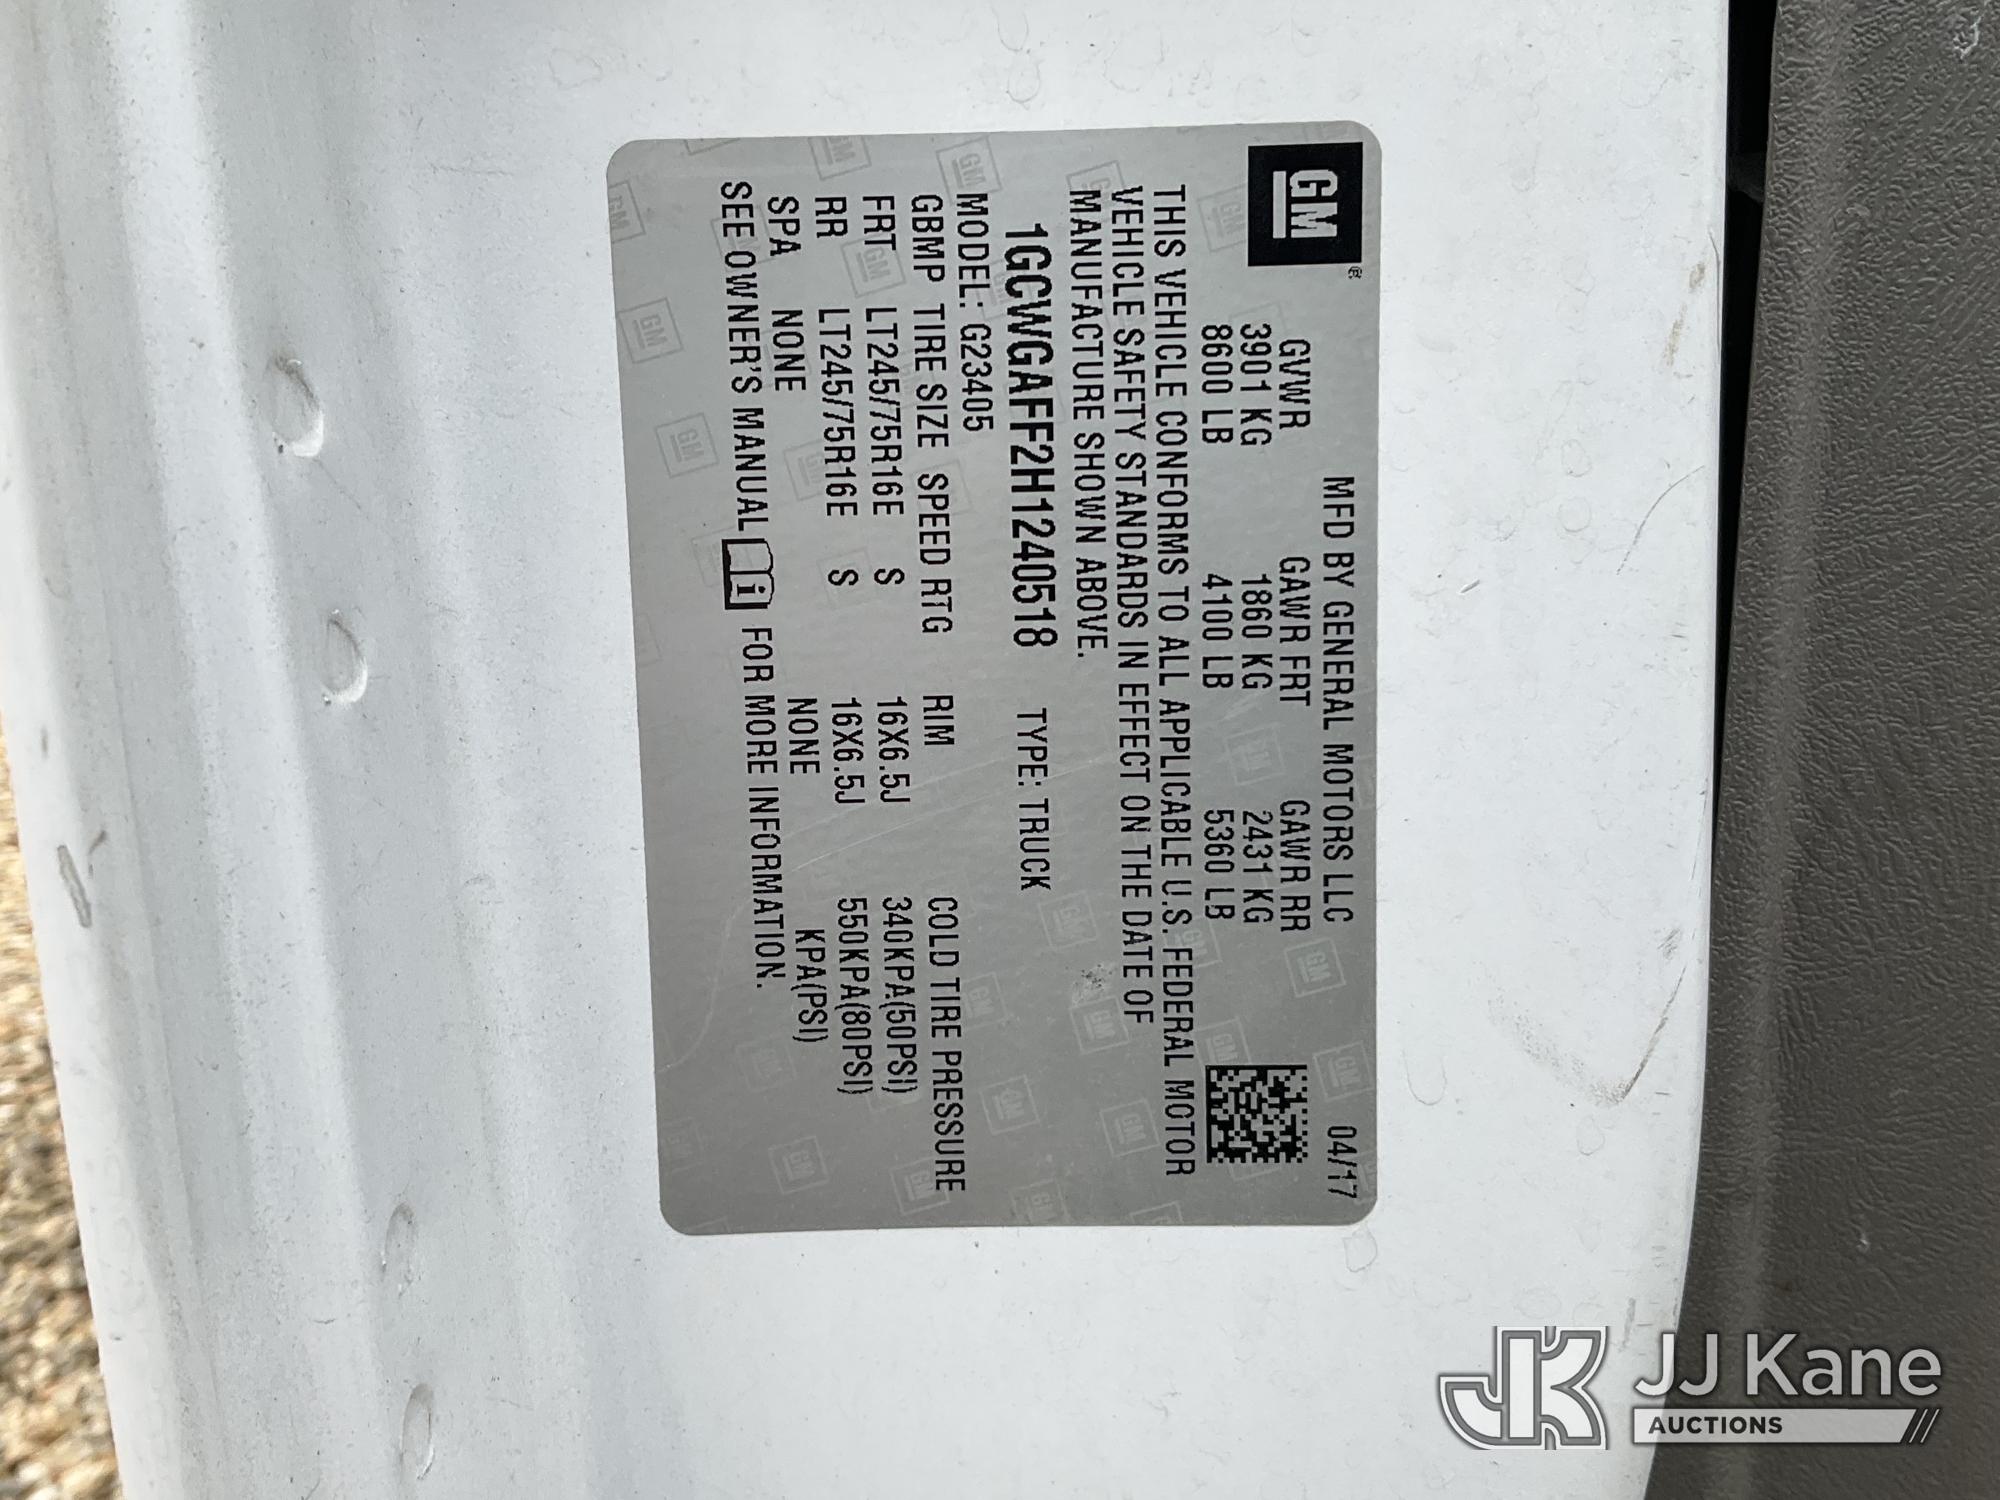 GM
MFD BY GENERAL MOTORS LLC 04/17
GVWR GAWR FRT GAWR RR
3901 KG 1860 KG 2431 KG
8600 LB 4100 LB 5360 LB
THIS VEHICLE CONFORMS TO ALL APPLICABLE U.S. FEDERAL MOTOR
VEHICLE SAFETY STANDARDS IN EFFECT ON THE DATE OF
MANUFACTURE SHOWN ABOVE.
1GCWGAFF2H1240518 TYPE: TRUCK
MODEL: G23405
GBMP TIRE SIZE SPEED RTG RIM COLD TIRE PRESSURE
FRT LT245/75R16E S 16X6.5J 340KPA(50PSI)
RR LT245/75R16E S 16X6.5J 550KPA(80PSI)
SPA NONE NONE KPA(PSI)
SEE OWNER'S MANUAL i FOR MORE INFORMATION.
JK JJ Kane
AUCTIONS